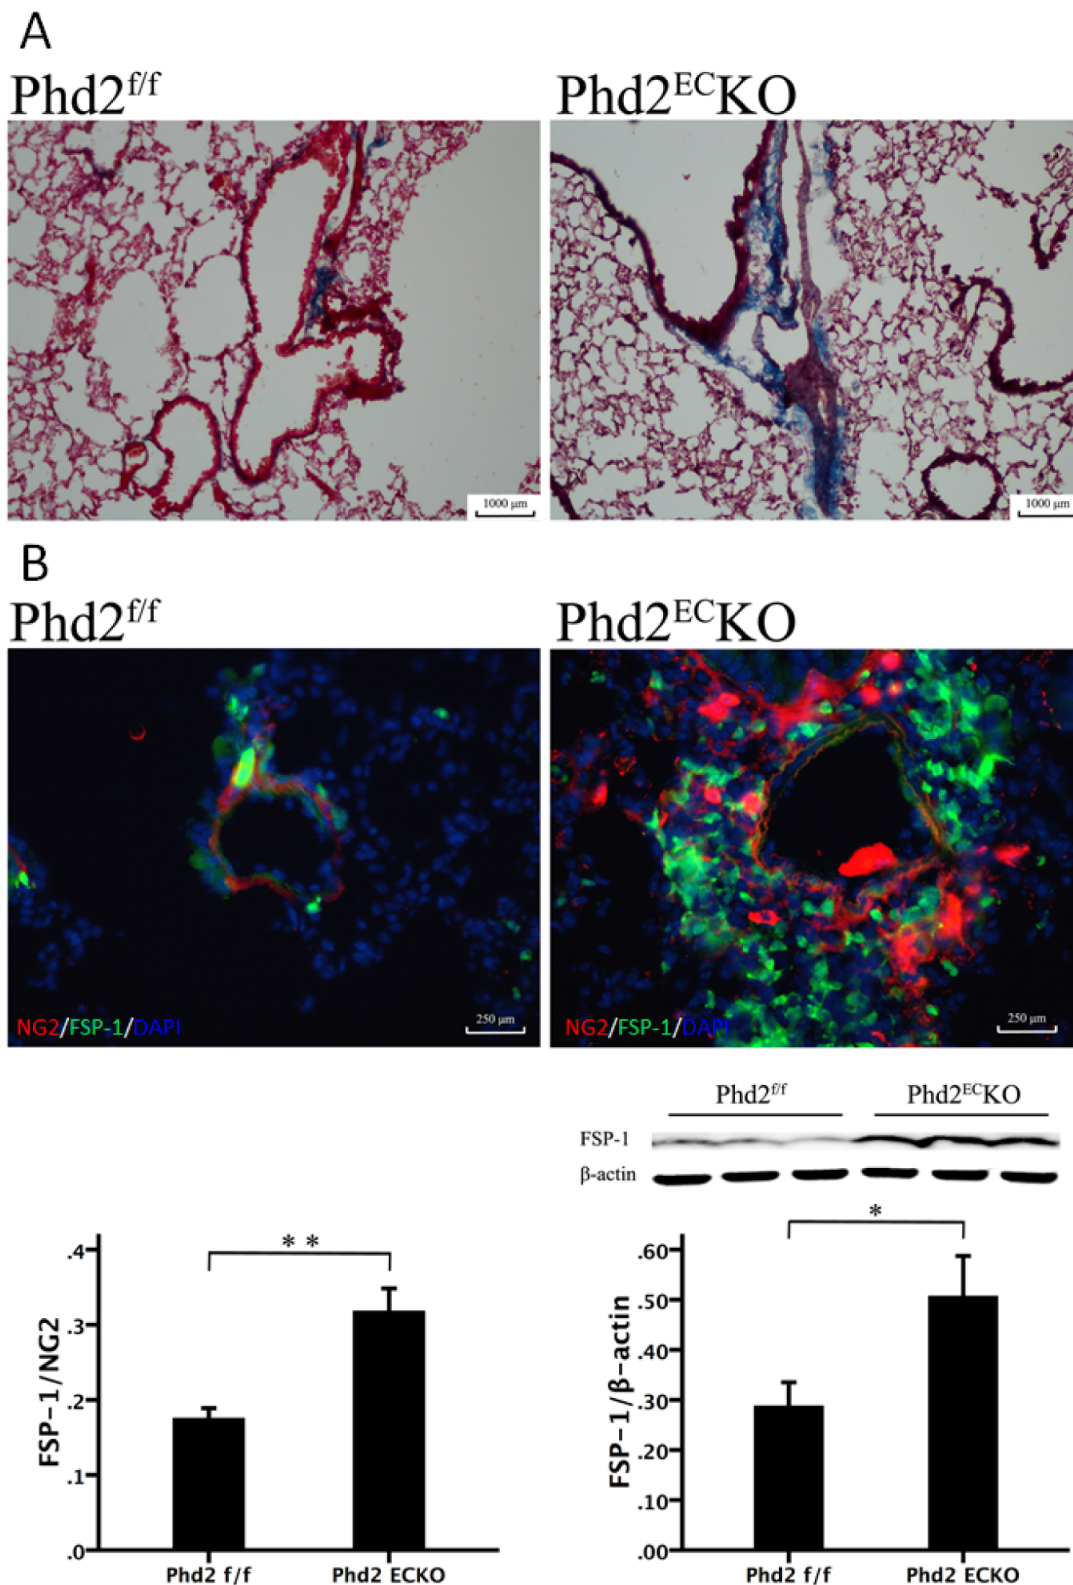 A
Phd2f/f Phd2ECKO
1000 μm 1000 μm
B
Phd2f/f Phd2ECKO
NG2/FSP-1/DAPI 250 μm NG2/FSP-1/DAPI 250 μm
Phd2f/f Phd2ECKO
FSP-1
β-actin
**
.4
.3
.2
.1
.0
FSP-1/NG2
Phd2 f/f Phd2 ECKO
*
.60
.50
.40
.30
.20
.10
.00
FSP-1/β-actin
Phd2 f/f Phd2 ECKO